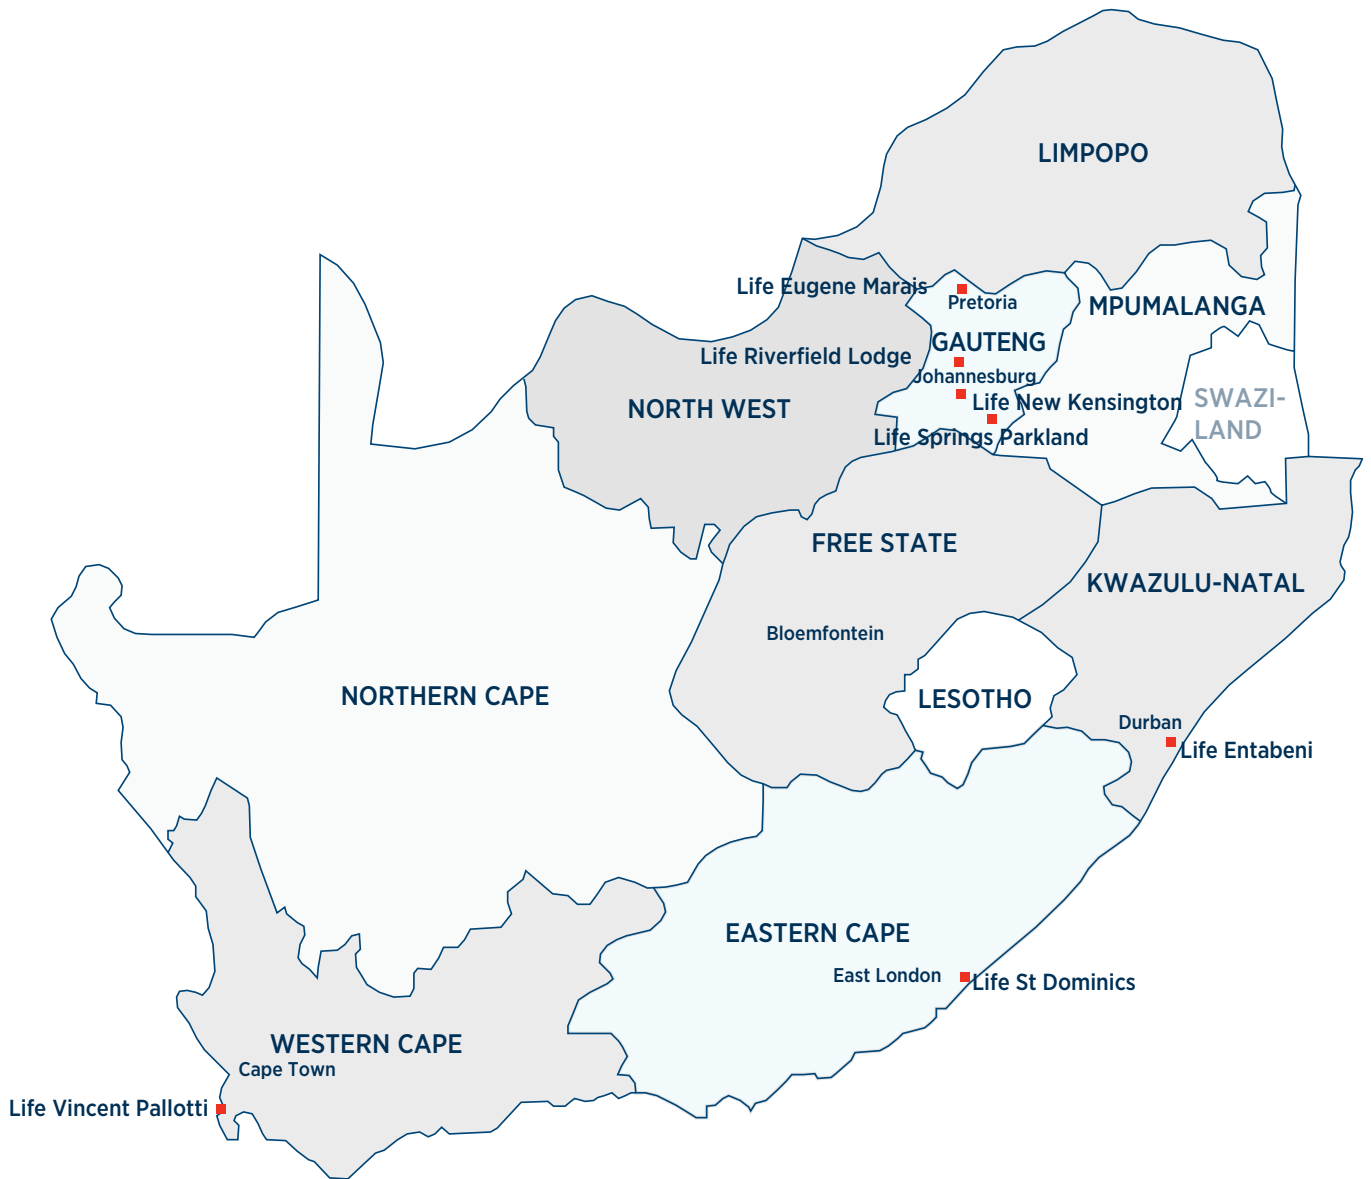 LIMPOPO
Life Eugene Marais
Pretoria
MPUMALANGA
GAUTENG
Life Riverfield Lodge
Johannesburg
SWAZI-
LAND
Life New Kensington
NORTH WEST
Life Springs Parkland
FREE STATE
KWAZULU-NATAL
Bloemfontein
NORTHERN CAPE
LESOTHO
Durban
Life Entabeni
EASTERN CAPE
East London
Life St Dominics
WESTERN CAPE
Cape Town
Life Vincent Pallotti